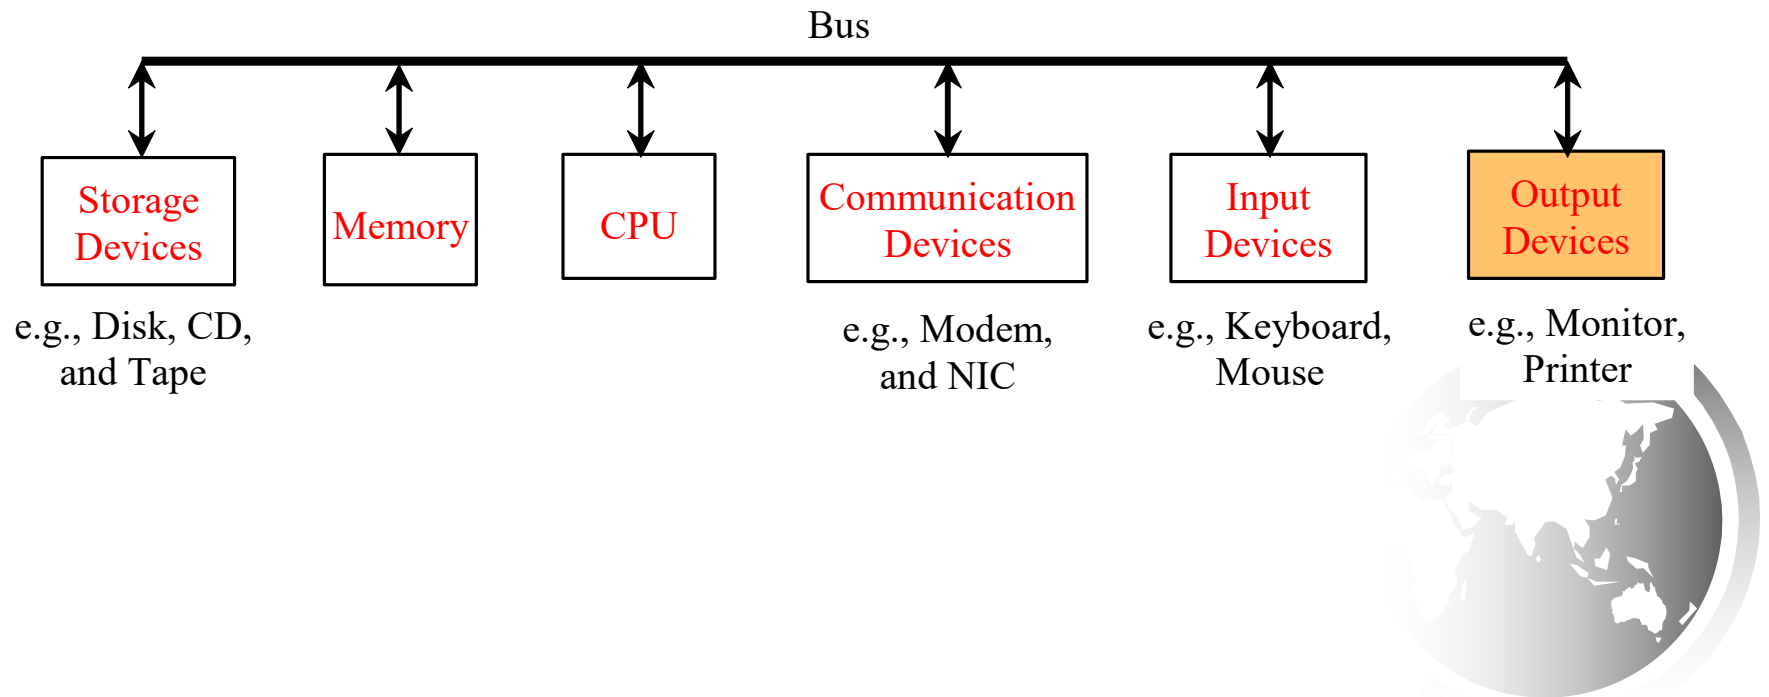 Bus
Storage
Devices
Memory
CPU
Communication
Devices
Input
Devices
Output
Devices
e.g., Disk, CD,
and Tape
e.g., Modem,
and NIC
e.g., Keyboard,
Mouse
e.g., Monitor,
Printer